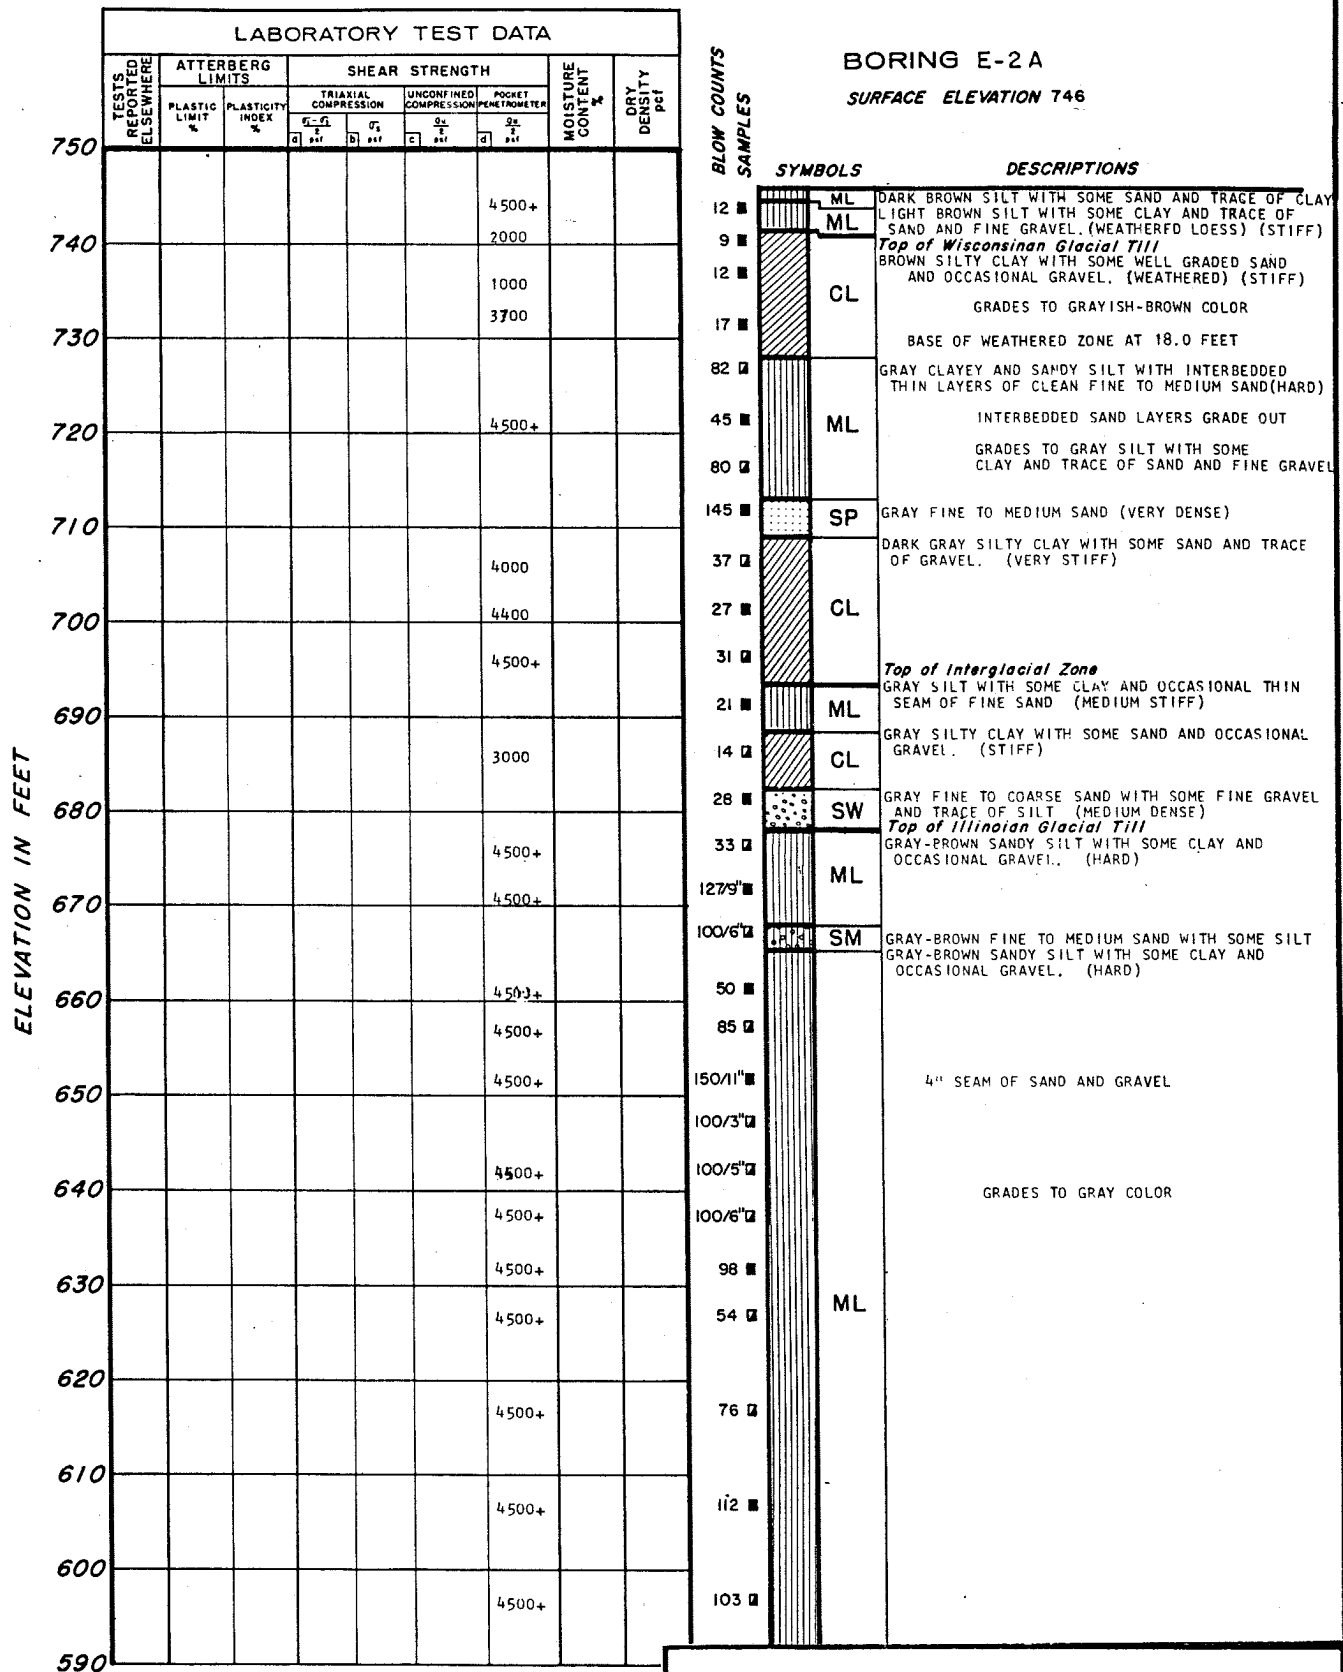 LABORATORY TEST DATA
TESTS REPORTED ELSEWHERE
ATTERBERG LIMITS
PLASTIC LIMIT %
PLASTICITY INDEX %
SHEAR STRENGTH
TRIAXIAL COMPRESSION
UNCONFINED COMPRESSION
POCKET PENETROMETER
a psf
b psf
c psf
d psf
MOISTURE CONTENT %
DRY DENSITY pcf
BLOW COUNTS
SAMPLES
BORING E-2A
SURFACE ELEVATION 746
SYMBOLS
DESCRIPTIONS
ELEVATION IN FEET
750
740
730
720
710
700
690
680
670
660
650
640
630
620
610
600
590
4500+
2000
1000
3700
4500+
4000
4400
4500+
3000
4500+
4500+
4500+
4500+
4500+
4500+
4500+
4500+
4500+
4500+
4500+
4500+
12
9
12
17
82
45
80
145
37
27
31
21
14
28
33
127/9"
100/6"
50
85
150/11"
100/3"
100/5"
100/6"
98
54
76
112
103
ML DARK BROWN SILT WITH SOME SAND AND TRACE OF CLAY
ML LIGHT BROWN SILT WITH SOME CLAY AND TRACE OF
SAND AND FINE GRAVEL. (WEATHERED LOESS) (STIFF)
Top of Wisconsinan Glacial Till
BROWN SILTY CLAY WITH SOME WELL GRADED SAND
AND OCCASIONAL GRAVEL. (WEATHERED) (STIFF)
CL
GRADES TO GRAYISH-BROWN COLOR
BASE OF WEATHERED ZONE AT 18.0 FEET
GRAY CLAYEY AND SANDY SILT WITH INTERBEDDED
THIN LAYERS OF CLEAN FINE TO MEDIUM SAND(HARD)
ML INTERBEDDED SAND LAYERS GRADE OUT
GRADES TO GRAY SILT WITH SOME
CLAY AND TRACE OF SAND AND FINE GRAVEL
SP GRAY FINE TO MEDIUM SAND (VERY DENSE)
DARK GRAY SILTY CLAY WITH SOME SAND AND TRACE
OF GRAVEL. (VERY STIFF)
CL
Top of Interglacial Zone
GRAY SILT WITH SOME CLAY AND OCCASIONAL THIN
ML SEAM OF FINE SAND (MEDIUM STIFF)
GRAY SILTY CLAY WITH SOME SAND AND OCCASIONAL
CL GRAVEL. (STIFF)
GRAY FINE TO COARSE SAND WITH SOME FINE GRAVEL
SW AND TRACE OF SILT (MEDIUM DENSE)
Top of Illinoian Glacial Till
GRAY-BROWN SANDY SILT WITH SOME CLAY AND
OCCASIONAL GRAVEL. (HARD)
ML
SM GRAY-BROWN FINE TO MEDIUM SAND WITH SOME SILT
GRAY-BROWN SANDY SILT WITH SOME CLAY AND
OCCASIONAL GRAVEL. (HARD)
4" SEAM OF SAND AND GRAVEL
GRADES TO GRAY COLOR
ML